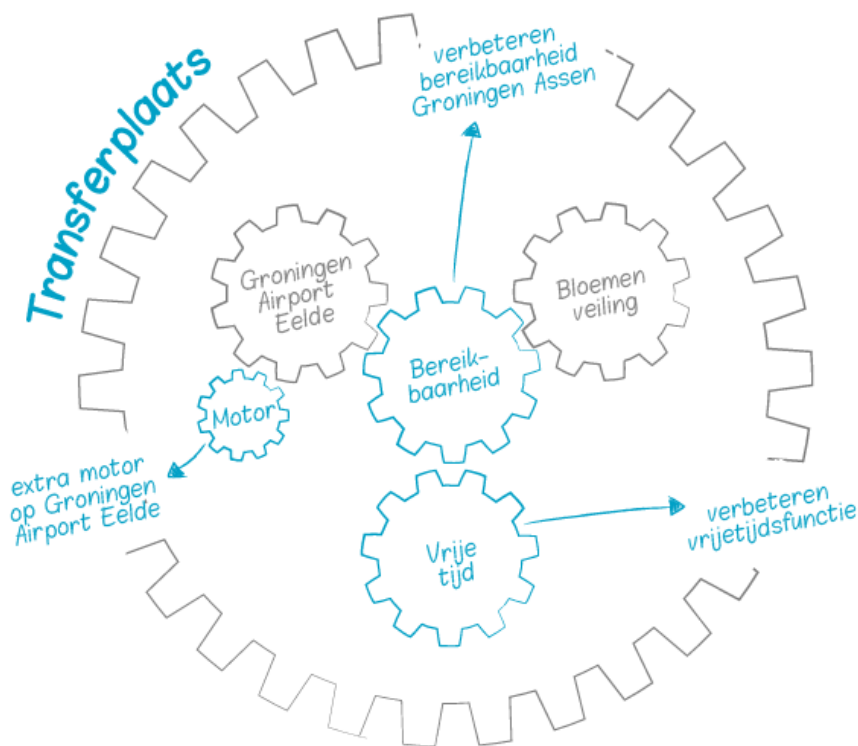 Transferplaats
verbeteren
bereikbaarheid
Groningen Assen
Groningen
Airport
Eelde
Bloemen
veiling
Bereik-
baarheid
Motor
extra motor
op Groningen
Airport Eelde
Vrije
tijd
verbeteren
vrijetijdsfunctie